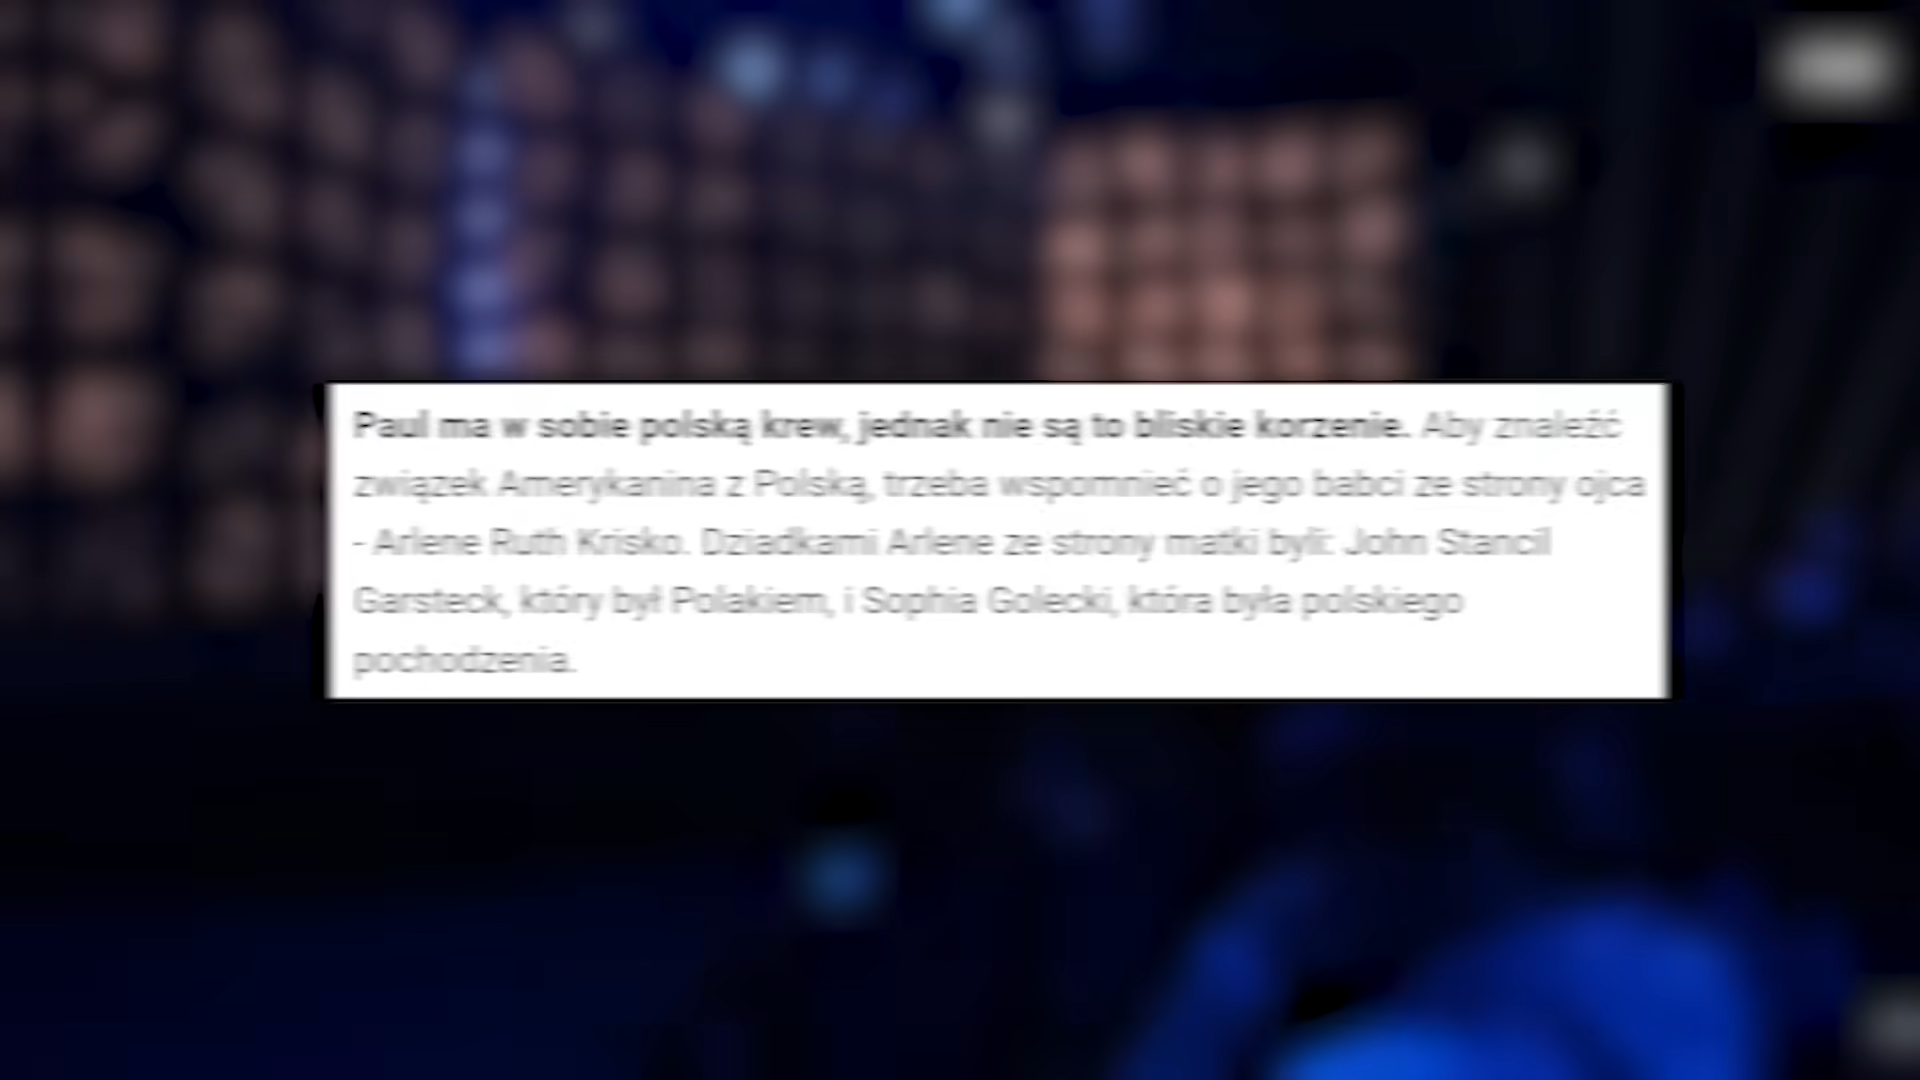 Paul ma w sobie polską krew, jednak nie są to bliskie korzenie. Aby znaleźć
związek Amerykanina z Polską, trzeba wspomnieć o jego babci ze strony ojca
- Arlene Ruth Krisko. Dziadkami Arlene ze strony matki byli: John Stancil
Garsteck, który był Polakiem, i Sophia Golecki, która była polskiego
pochodzenia.